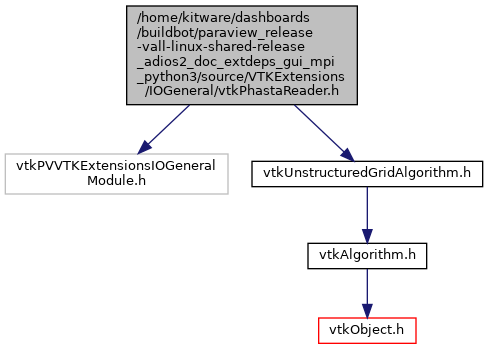 /home/kitware/dashboards
/buildbot/paraview_release
-vall-linux-shared-release
_adios2_doc_extdeps_gui_mpi
_python3/source/VTKExtensions
/IOGeneral/vtkPhastaReader.h
vtkPVVTKExtensionsIOGeneral
Module.h
vtkUnstructuredGridAlgorithm.h
vtkAlgorithm.h
vtkObject.h